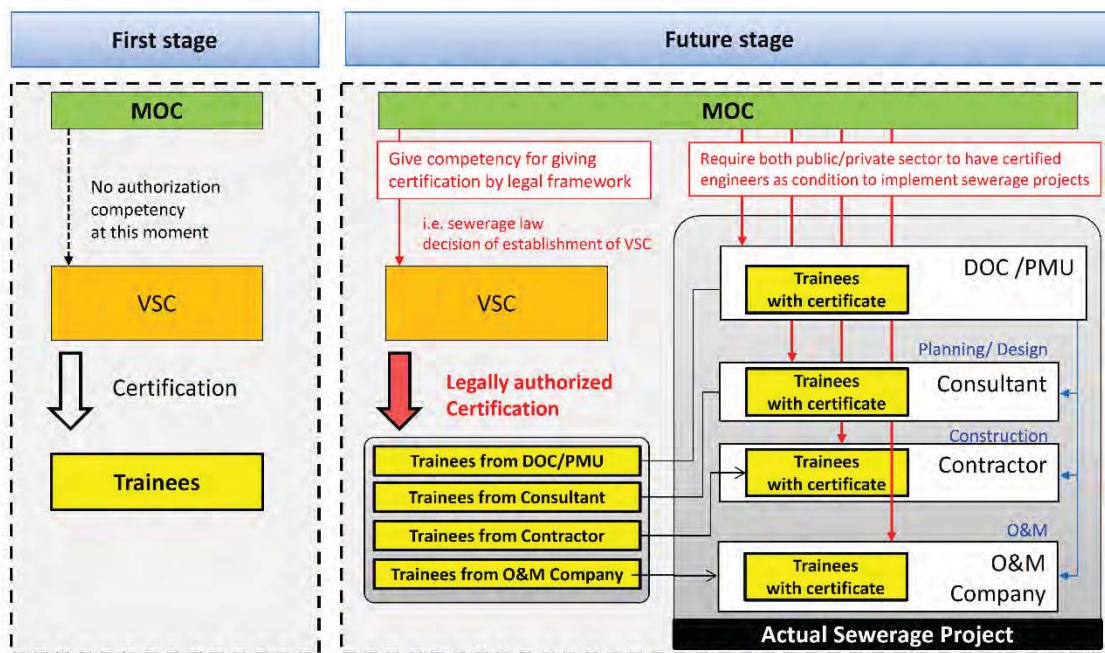 First stage
MOC
No authorization
competency
at this moment
VSC
Certification
Trainees
Future stage
MOC
Give competency for giving
certification by legal framework
i.e. sewerage law
decision of establishment of VSC
VSC
Legally authorized
Certification
Trainees from DOC/PMU
Trainees from Consultant
Trainees from Contractor
Trainees from O&M Company
Require both public/private sector to have certified
engineers as condition to implement sewerage projects
DOC /PMU
Trainees
with certificate
Planning/ Design
Consultant
Trainees
with certificate
Construction
Contractor
Trainees
with certificate
O&M
O&M
Company
Trainees
with certificate
Actual Sewerage Project